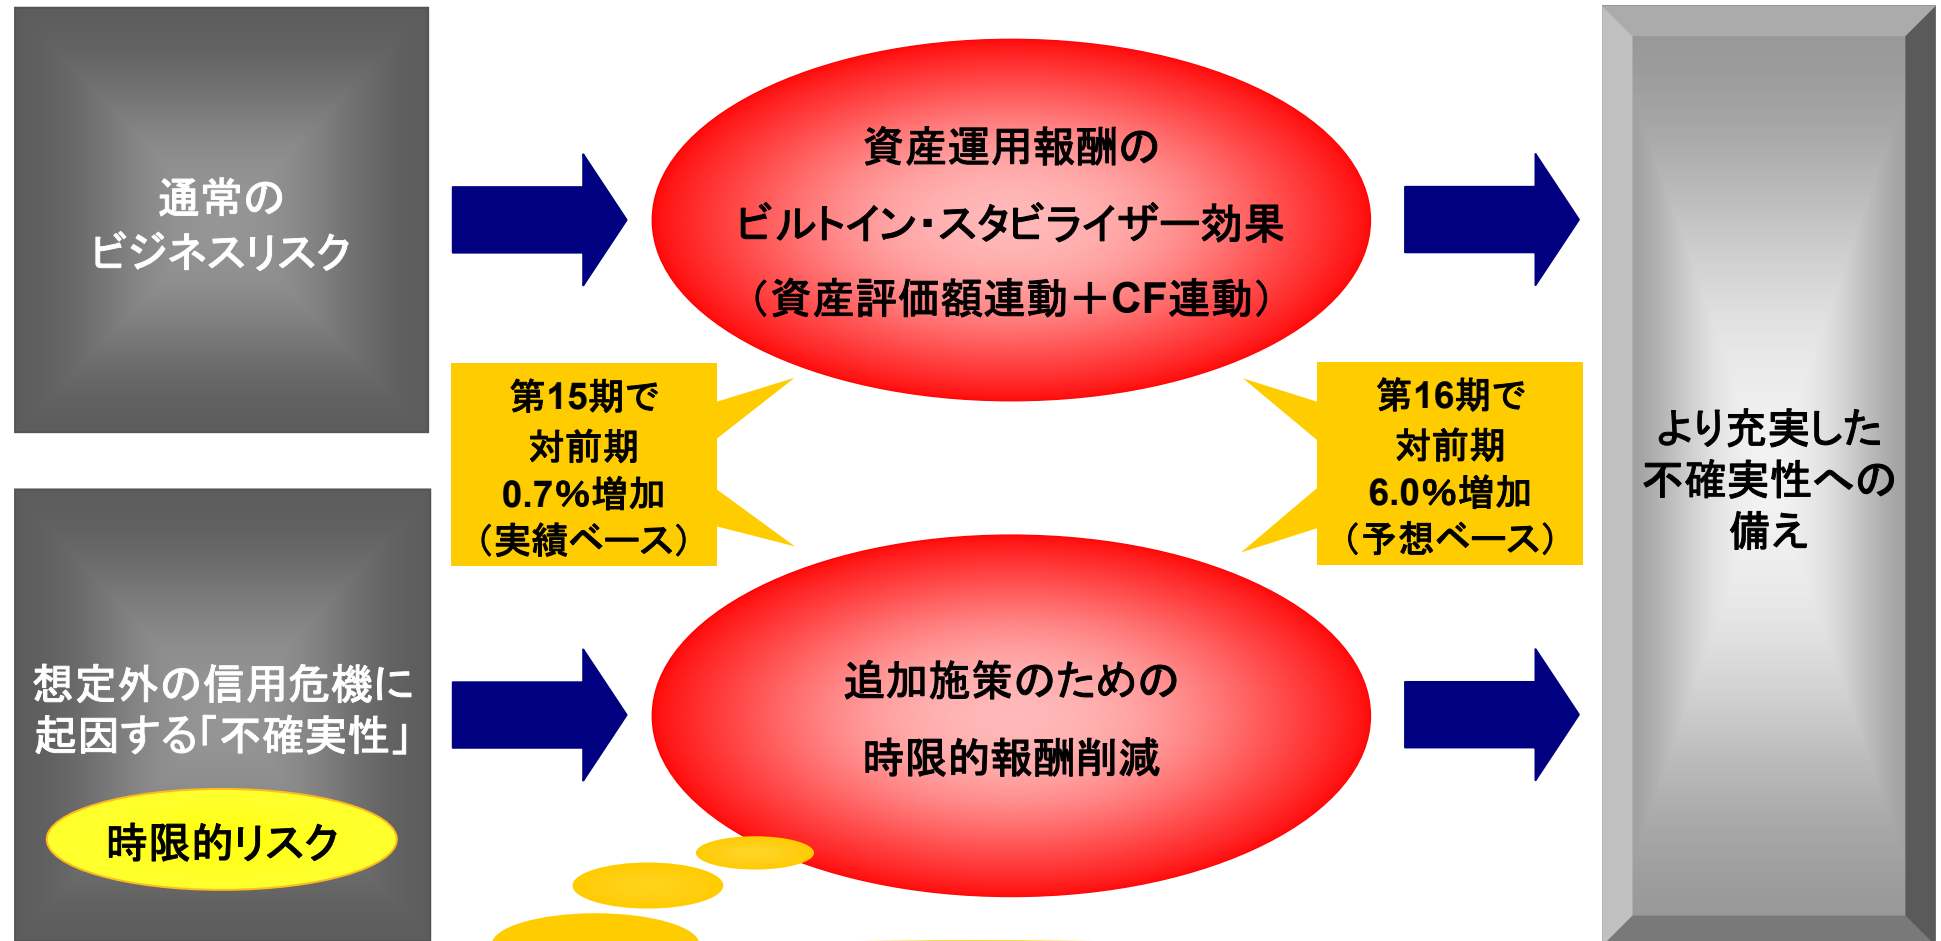 通常の
ビジネスリスク
資産運用報酬の
ビルトイン・スタビライザー効果
（資産評価額連動＋CF連動）
第15期で
対前期
0.7％増加
（実績ベース）
第16期で
対前期
6.0％増加
（予想ベース）
より充実した
不確実性への
備え
想定外の信用危機に
起因する「不確実性」
時限的リスク
追加施策のための
時限的報酬削減